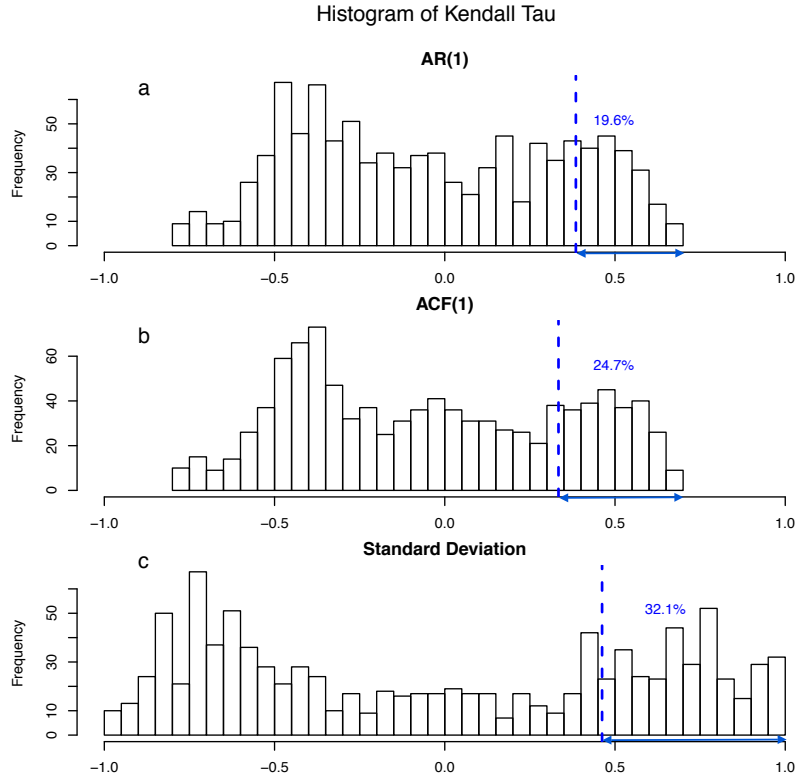 Histogram of Kendall Tau
AR(1)
a
19.6%
Frequency
0 10 30 50
−1.0 −0.5 0.0 0.5 1.0
ACF(1)
b
24.7%
Frequency
0 20 40 60
−1.0 −0.5 0.0 0.5 1.0
Standard Deviation
c
32.1%
Frequency
0 10 30 50
−1.0 −0.5 0.0 0.5 1.0